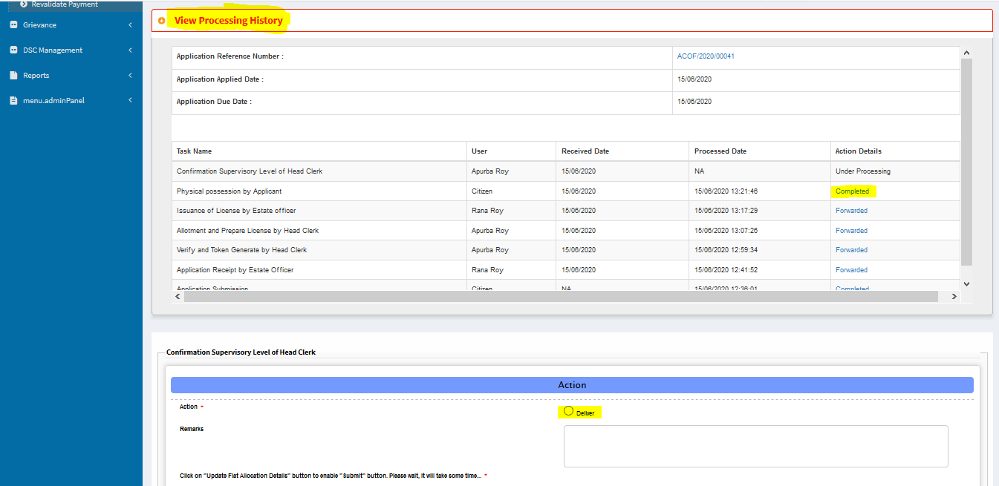 Revalidate Payment
Grievance
DSC Management
Reports
menu.adminPanel
View Processing History
Application Reference Number : ACOF/2020/00041
Application Applied Date : 15/06/2020
Application Due Date : 15/06/2020
Task Name User Received Date Processed Date Action Details
Confirmation Supervisory Level of Head Clerk Apurba Roy 15/06/2020 NA Under Processing
Physical possession by Applicant Citizen 15/06/2020 15/06/2020 13:21:46 Completed
Issuance of License by Estate officer Rana Roy 15/06/2020 15/06/2020 13:17:29 Forwarded
Allotment and Prepare License by Head Clerk Apurba Roy 15/06/2020 15/06/2020 13:07:26 Forwarded
Verify and Token Generate by Head Clerk Apurba Roy 15/06/2020 15/06/2020 12:59:34 Forwarded
Application Receipt by Estate Officer Rana Roy 15/06/2020 15/06/2020 12:41:52 Forwarded
Application Submission Citizen NA 15/06/2020 12:36:01 Completed
Confirmation Supervisory Level of Head Clerk
Action
Action * Deliver
Remarks
Click on "Update Flat Allocation Details" button to enable "Submit" button. Please wait, it will take some time... *